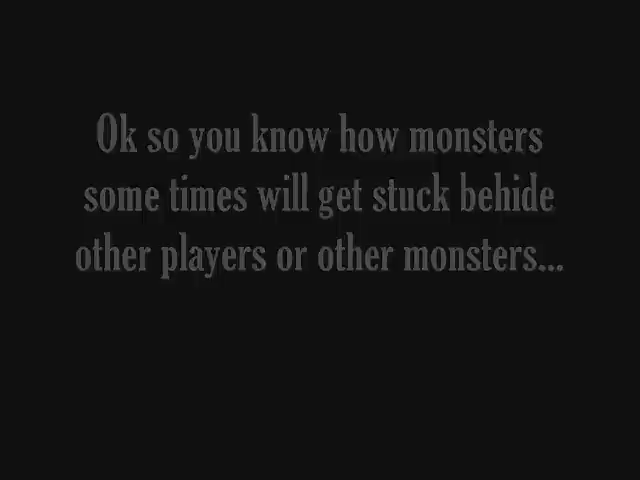 Ok so you know how monsters
some times will get stuck behide
other players or other monsters...